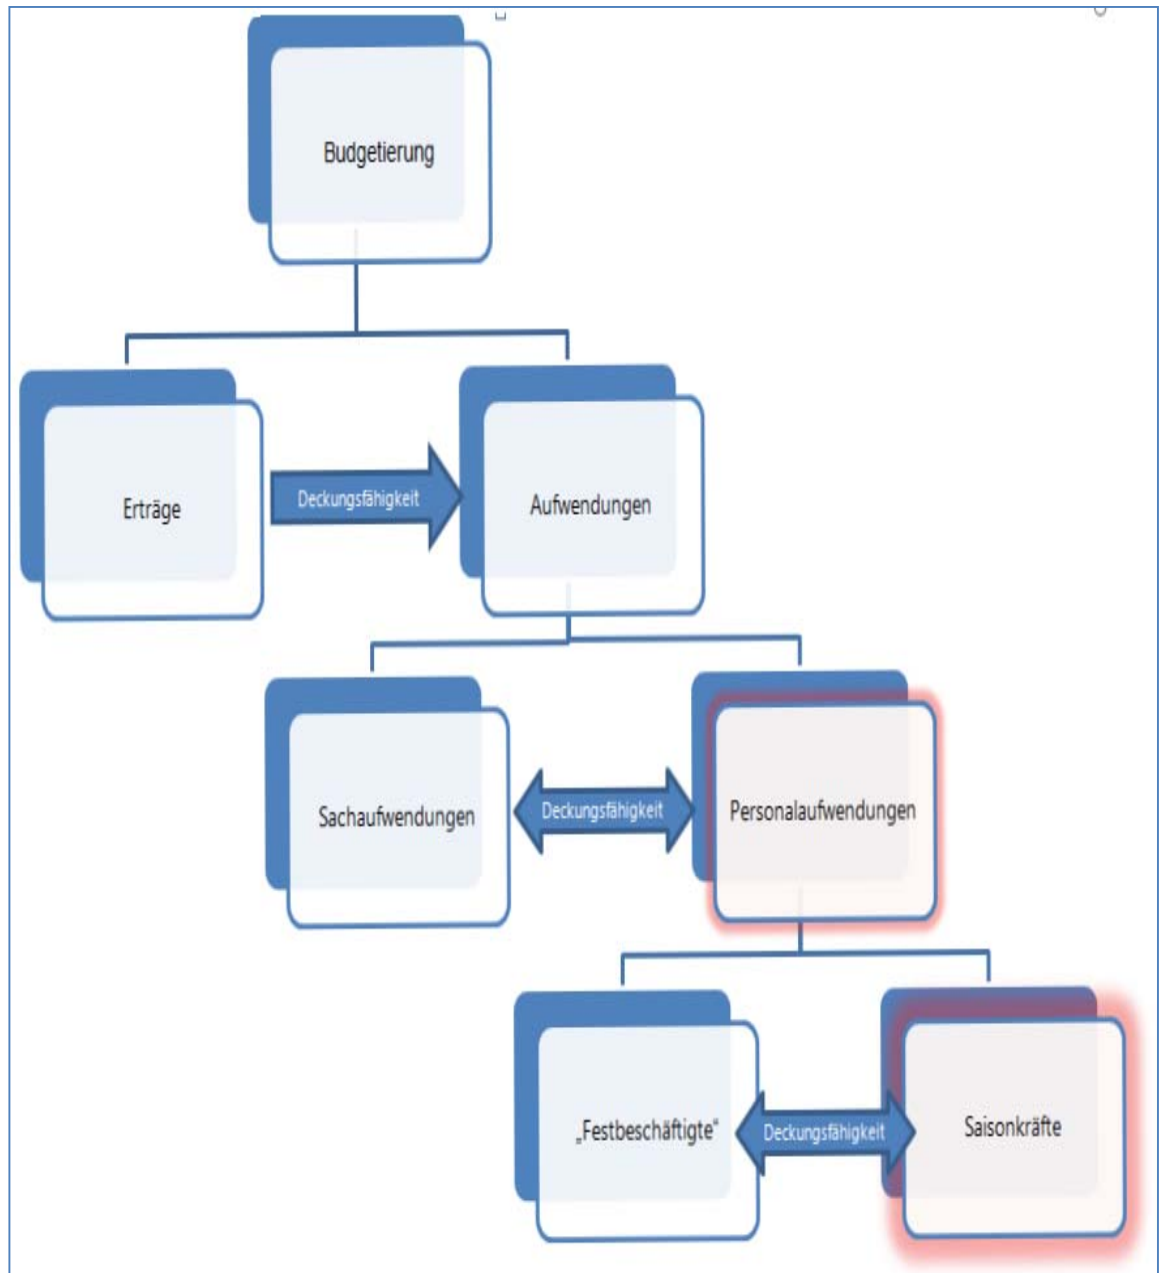 Budgetierung
Erträge
Deckungsfähigkeit
Aufwendungen
Sachaufwendungen
Deckungsfähigkeit
Personalaufwendungen
„Festbeschäftigte“
Deckungsfähigkeit
Saisonkräfte